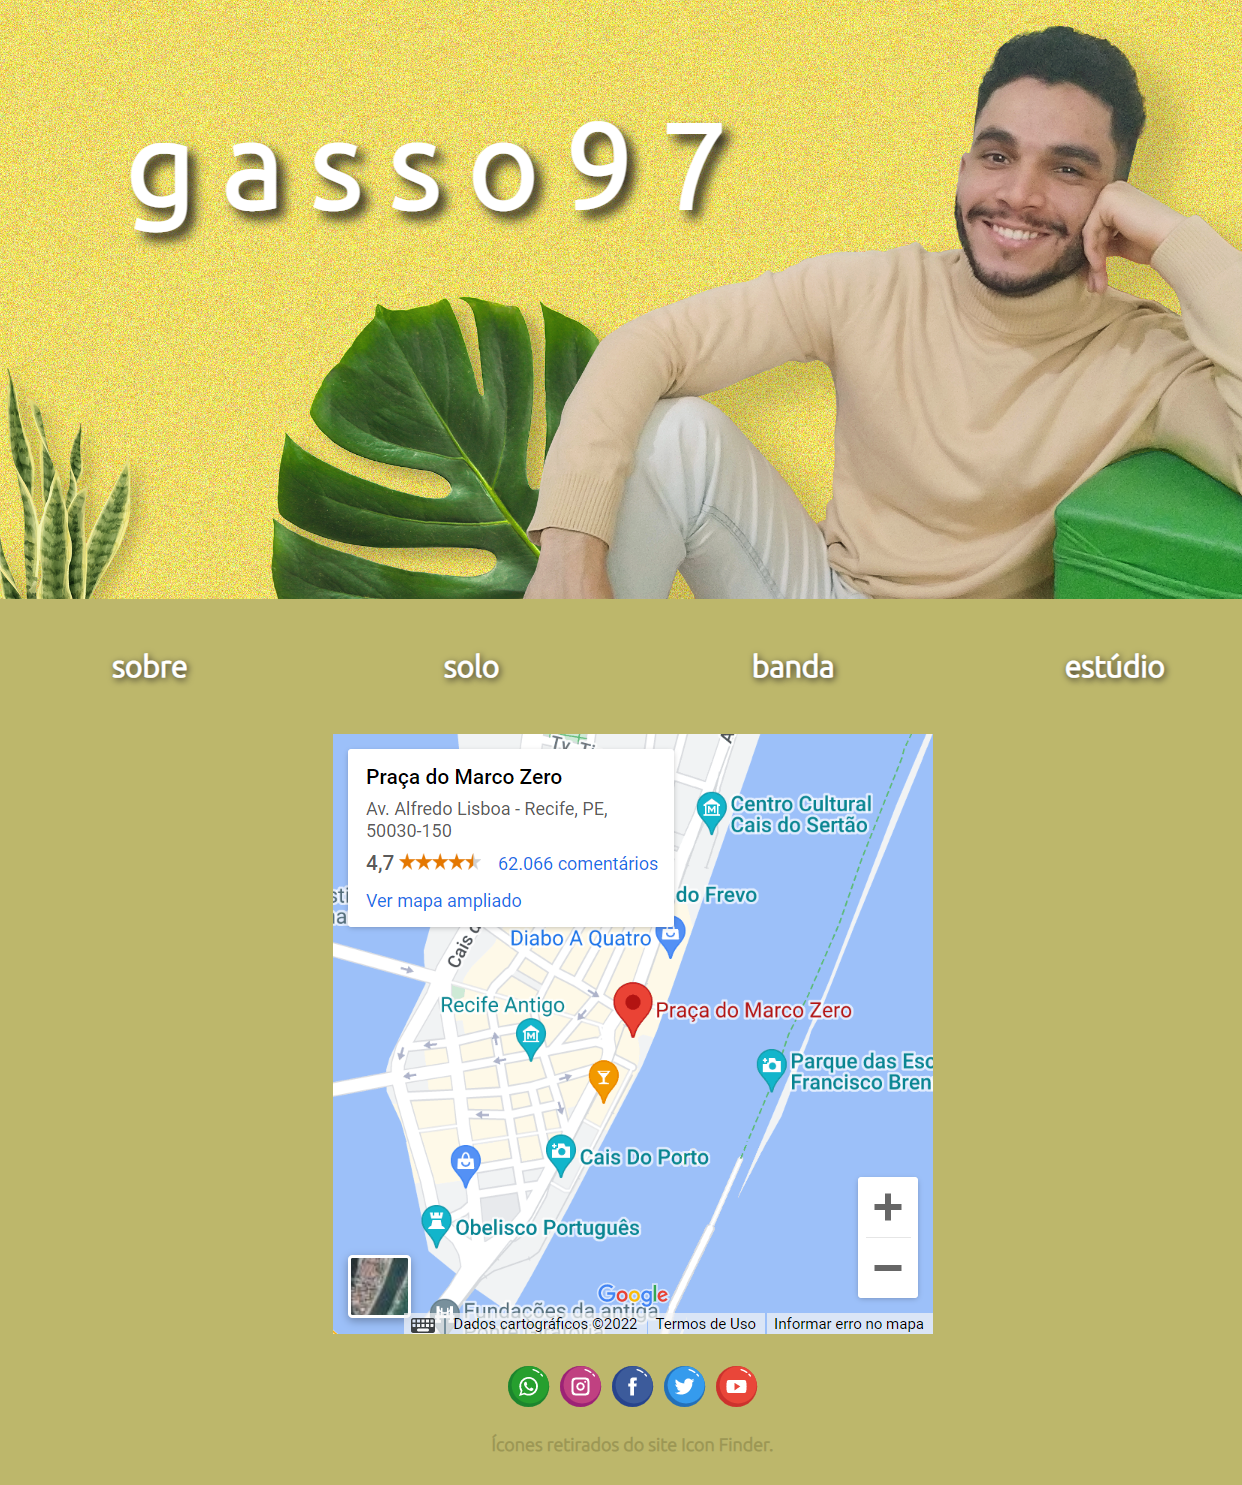 gasso97
sobre
solo
banda
estúdio
Praça do Marco Zero
Av. Alfredo Lisboa - Recife, PE,
50030-150
4,7
62.066 comentários
Ver mapa ampliado
Centro Cultural
Cais do Sertão
do Frevo
Diabo A Quatro
Cais d
Recife Antigo
Praça do Marco Zero
Parque das Esc
Francisco Bren
Cais Do Porto
Obelisco Português
Google
Fundações da antiga
Dados cartográficos ©2022
Termos de Uso
Informar erro no mapa
Ícones retirados do site Icon Finder.